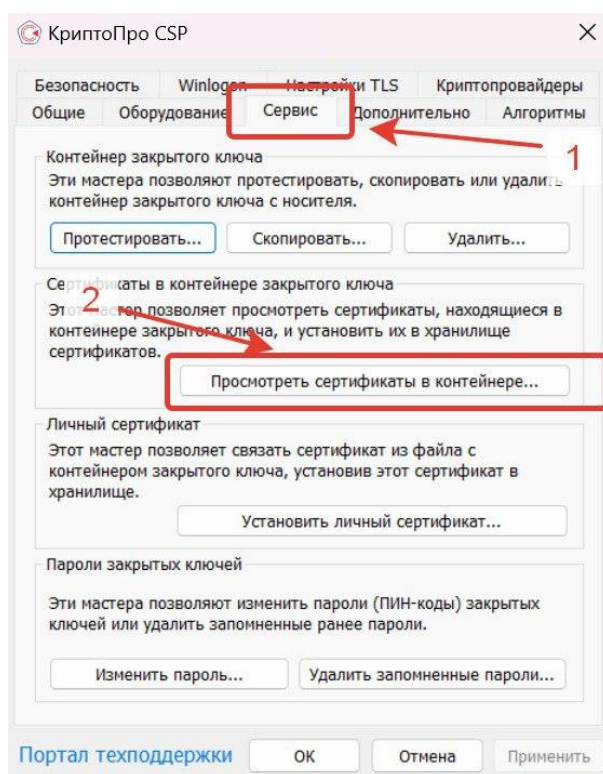 КриптоПро CSP
Безопасность Winlogon Настройки TLS Криптопровайдеры
Общие Оборудование Сервис Дополнительно Алгоритмы
1
Контейнер закрытого ключа
Эти мастера позволяют протестировать, скопировать или удалить
контейнер закрытого ключа с носителя.
Протестировать... Скопировать... Удалить...
Сертификаты в контейнере закрытого ключа
2
Этот мастер позволяет просмотреть сертификаты, находящиеся в
контейнере закрытого ключа, и установить их в хранилище
сертификатов.
Просмотреть сертификаты в контейнере...
Личный сертификат
Этот мастер позволяет связать сертификат из файла с
контейнером закрытого ключа, установив этот сертификат в
хранилище.
Установить личный сертификат...
Пароли закрытых ключей
Эти мастера позволяют изменить пароли (ПИН-коды) закрытых
ключей или удалить запомненные ранее пароли.
Изменить пароль... Удалить запомненные пароли...
Портал техподдержки ОК Отмена Применить